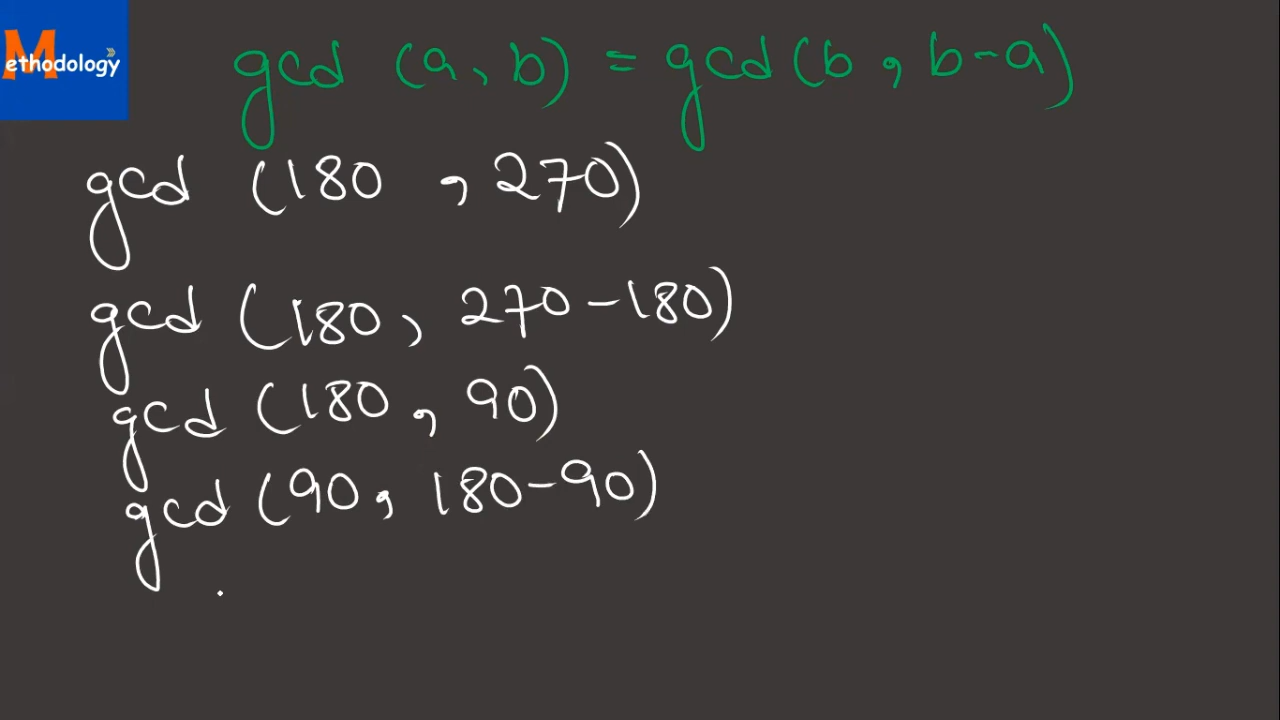 Methodology
gcd (a, b) = gcd (b, b-a)
gcd (180, 270)
gcd (180, 270-180)
gcd (180, 90)
gcd (90, 180-90)